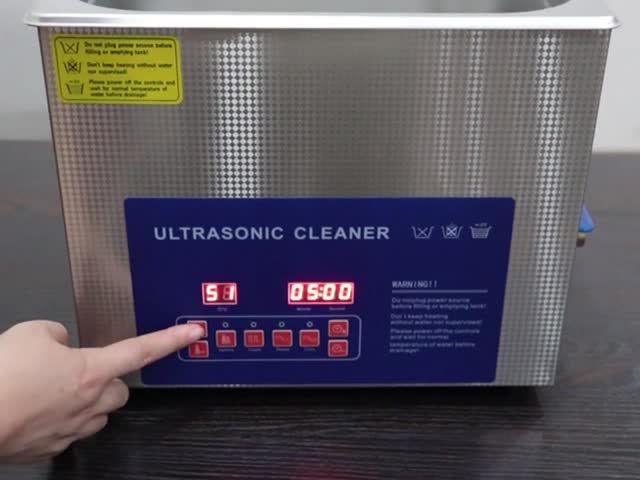 Do not plug power source before
filling or emptying tank!
Don't keep heating without water
nor supervised!
Please power off the controls and
wait for normal temperature of
water before drainage!
ULTRASONIC CLEANER
51
05:00
Minute Second
WARNING!!
Do notplug power source
before filling or emptying tank!
Don't keep heating
without water nor supervised!
Please power off the controls
and wait for normal
temperature of water before
drainage!